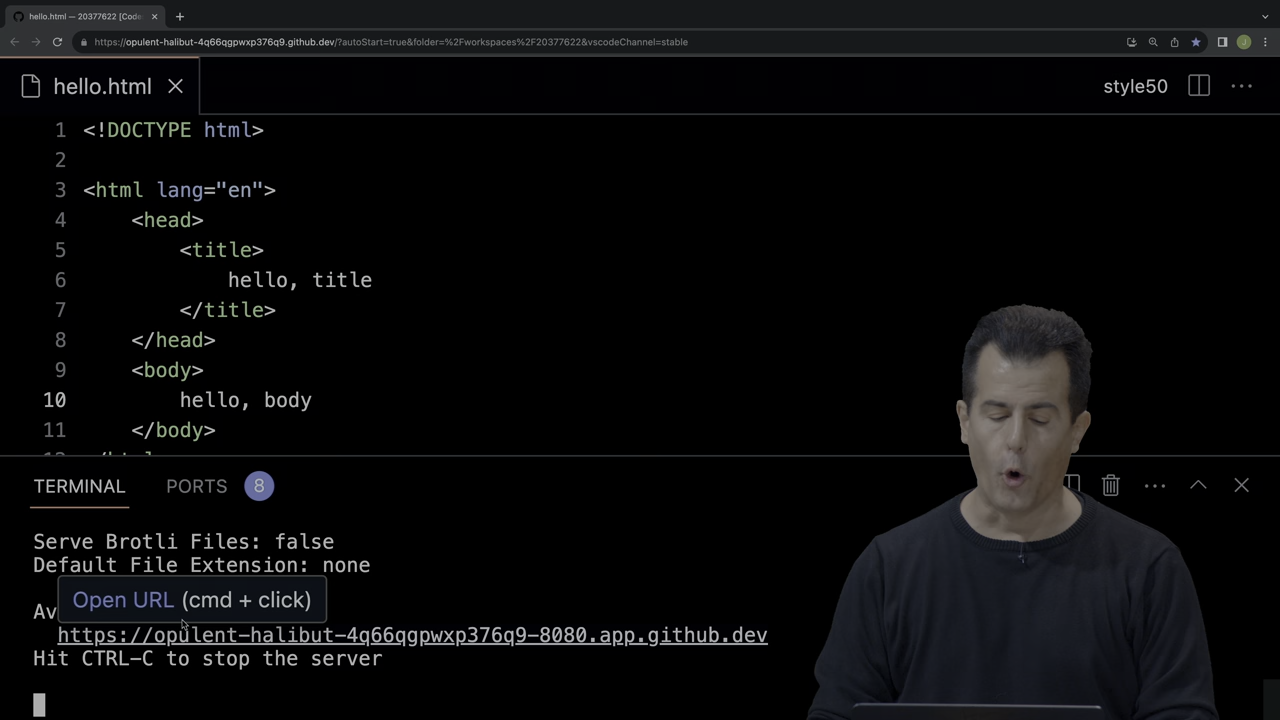 hello.html — 20377622 [Code
https://opulent-halibut-4q66qgpwxp376q9.github.dev/?autoStart=true&folder=%2Fworkspaces%2F20377622&vscodeChannel=stable
J
hello.html
style50
1 <!DOCTYPE html>
2
3 <html lang="en">
4 <head>
5 <title>
6 hello, title
7 </title>
8 </head>
9 <body>
10 hello, body
11 </body>
TERMINAL PORTS 8
Serve Brotli Files: false
Default File Extension: none
Open URL (cmd + click)
Av
https://opulent-halibut-4q66qgpwxp376q9-8080.app.github.dev
Hit CTRL-C to stop the server